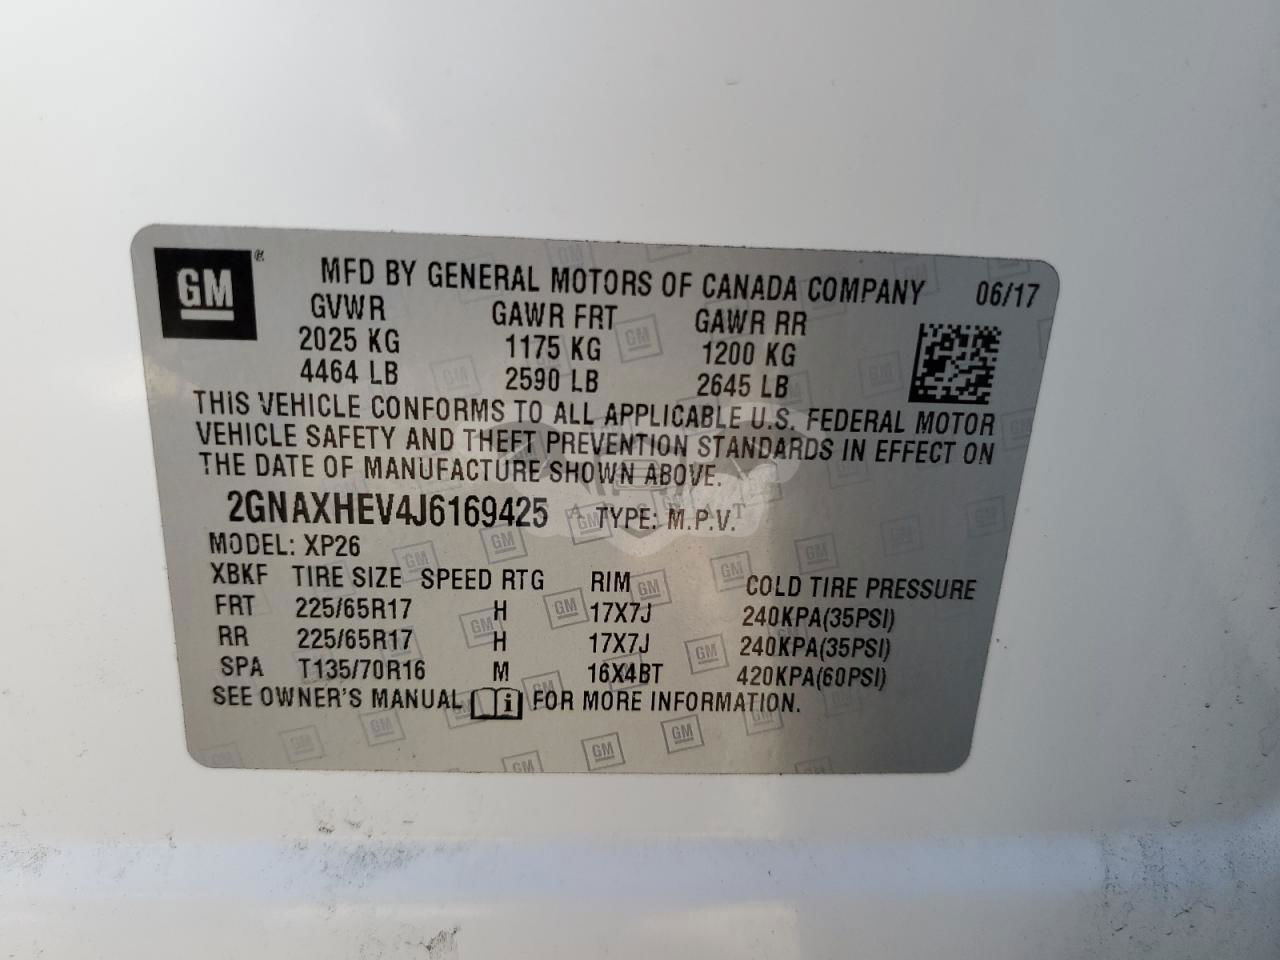 GM
MFD BY GENERAL MOTORS OF CANADA COMPANY 06/17
GVWR GAWR FRT GAWR RR
2025 KG 1175 KG 1200 KG
4464 LB 2590 LB 2645 LB
THIS VEHICLE CONFORMS TO ALL APPLICABLE U.S. FEDERAL MOTOR
VEHICLE SAFETY AND THEFT PREVENTION STANDARDS IN EFFECT ON
THE DATE OF MANUFACTURE SHOWN ABOVE.
2GNAXHEV4J6169425 TYPE: M.P.V.
MODEL: XP26
XBKF TIRE SIZE SPEED RTG RIM COLD TIRE PRESSURE
FRT 225/65R17 H 17X7J 240KPA(35PSI)
RR 225/65R17 H 17X7J 240KPA(35PSI)
SPA T135/70R16 M 16X4BT 420KPA(60PSI)
SEE OWNER'S MANUAL i FOR MORE INFORMATION.